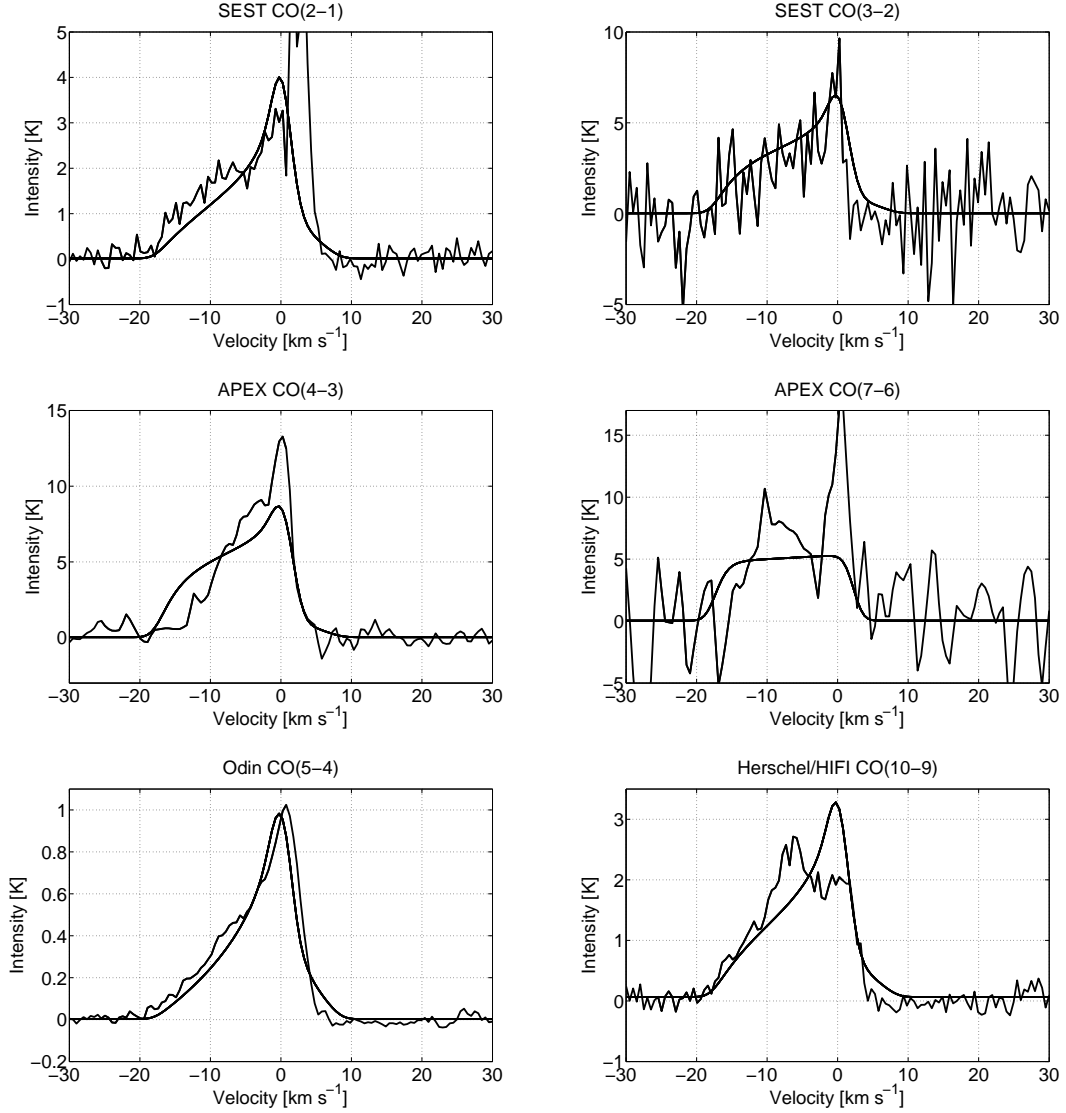 SEST CO(2−1)
5
4
3
2
1
0
−1
Intensity [K]
−30 −20 −10 0 10 20 30
Velocity [km s−1]
SEST CO(3−2)
10
5
0
−5
Intensity [K]
−30 −20 −10 0 10 20 30
Velocity [km s−1]
APEX CO(4−3)
15
10
5
0
Intensity [K]
−30 −20 −10 0 10 20 30
Velocity [km s−1]
APEX CO(7−6)
15
10
5
0
−5
Intensity [K]
−30 −20 −10 0 10 20 30
Velocity [km s−1]
Odin CO(5−4)
1
0.8
0.6
0.4
0.2
0
−0.2
Intensity [K]
−30 −20 −10 0 10 20 30
Velocity [km s−1]
Herschel/HIFI CO(10−9)
3
2
1
0
−1
Intensity [K]
−30 −20 −10 0 10 20 30
Velocity [km s−1]